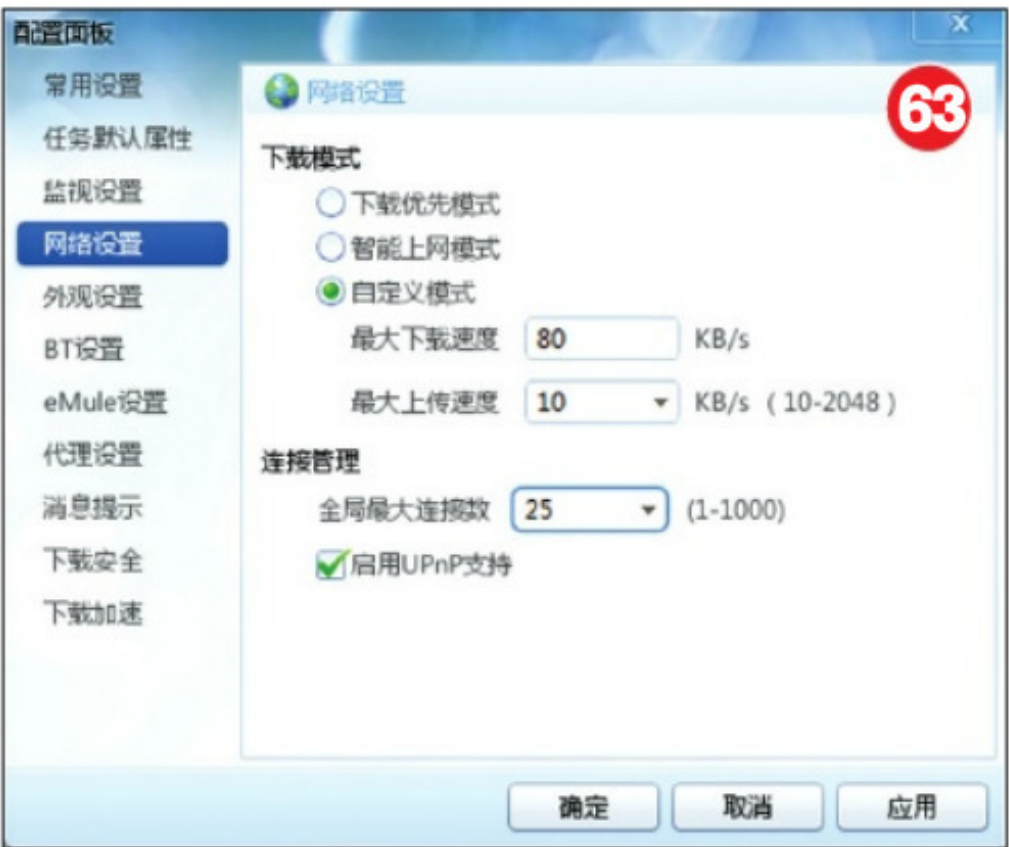 配置面板
X
常用设置
任务默认属性
监视设置
网络设置
外观设置
BT设置
eMule设置
代理设置
消息提示
下载安全
下载加速
网络设置
63
下载模式
下载优先模式
智能上网模式
自定义模式
最大下载速度 80 KB/s
最大上传速度 10 KB/s （10-2048）
连接管理
全局最大连接数 25 (1-1000)
启用UPnP支持
确定 取消 应用